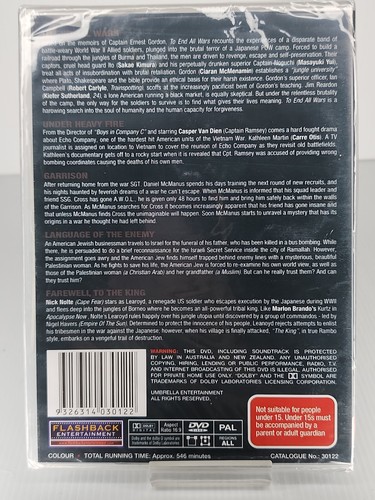 on the memoirs of Captain Ernest Gordon, To End All Wars recounts the experiences of a disparate band of
battle-weary World War II Allied soldiers, plunged into the brutal terror of a Japanese POW camp. Forced to build a
railroad through the jungles of Burma and Thailand, the men are driven to revenge, escape and self-preservation. Their
captors, cruel head guard Ito (Sakae Kimura) and his perpetually drunken superior Captain Noguchi (Masayuki Yui),
treat all acts of insubordination with brutal retaliation. Gordon (Ciaran McMenamin) establishes a "jungle university"
where Plato, Shakespeare and the bible provide an ethical basis for their harsh existence. Gordon's superior officer, Ian
Campbell (Robert Carlyle, Trainspotting), scoffs at the increasingly pacifist bent of Gordon's teaching. Jim Reardon
(Kiefer Sutherland, 24), a lone American running a black market, is equally skeptical. But under the relentless brutality
of the camp, the only way for the soldiers to survive is to find what gives their lives meaning. To End All Wars is a
harrowing search into the soul of humanity and the human capacity for forgiveness.
UNDER HEAVY FIRE
From the Director of "Boys in Company C" and starring Casper Van Dien (Captain Ramsey) comes a hard fought drama
about Echo Company, one of the hardest hit American units of the Vietnam War. Kathleen Martin (Carre Otis) A TV
journalist is assigned on location to Vietnam to cover the reunion of Echo Company as they revisit old battlefields.
Kathleen's documentary gets off to a rocky start when it is revealed that Cpt. Ramsey was accused of providing wrong
bombing coordinates causing the deaths of his own men.
GARRISON
After returning home from the war SGT. Daniel McManus spends his days training the next round of new recruits, and
his nights haunted by feverish dreams of a war he can't escape. When McManus is informed that his squad leader and
friend SSG. Cross has gone A.W.O.L., he is given only 48 hours to find him and bring him safely back within the walls
of the Garrison. As McManus searches for Cross it becomes increasingly apparent that his friend has gone insane and
that unless McManus finds Cross the unimaginable will happen. Soon McManus starts to unravel a mystery that has its
origins in a war he thought he had left behind
LANGUAGE OF THE ENEMY
An American Jewish businessman travels to Israel for the funeral of his father, who has been killed in a bus bombing. While
there, he is persuaded to do a brief reconnaissance for the Israeli Secret Service inside the city of Ramallah. However,
the assignment goes awry and the American Jew finds himself trapped behind enemy lines with a mysterious, beautiful
Palestinian woman. As he fights to save his life, the American Jew is forced to re-examine his own world view, as well as
those of the Palestinian woman (a Christian Arab) and her grandfather (a Muslim). But can he really trust them? And can
they trust him?
FAREWELL TO THE KING
Nick Nolte (Cape Fear) stars as Learoyd, a renegade US soldier who escapes execution by the Japanese during WWII
and flees deep into the jungles of Borneo where he becomes an all-powerful tribal king. Like Marlon Brando's Kurtz in
Apocalypse Now, Nolte's Learoyd rules happily over his jungle utopia until discovered by a group of commandos - led by
Nigel Havers (Empire Of The Sun). Determined to protect the innocence of his people, Learoyd rejects attempts to enlist
his tribesmen in the war against the Japanese; however, when his village is finally attacked, "The King", in true Rambo
style, embarks on a vengeful trail of destruction.
WARNING: THIS DVD, INCLUDING SOUNDTRACK IS PROTECTED
BY LAW IN AUSTRALIA AND NEW ZEALAND. ANY UNAUTHORISED
COPYING, HIRING, LENDING OR PUBLIC PERFORMANCE, RADIO, T.V.
AND INTERNET BROADCASTING OF THIS DVD IS ILLEGAL. AUTHORISED
FOR PRIVATE HOME USE ONLY. "DOLBY" AND THE DD SYMBOL ARE
TRADEMARKS OF DOLBY LABORATORIES LICENSING CORPORATION.
UMBRELLA ENTERTAINMENT
ALL RIGHTS RESERVED.
9 326314 030122
FLASHBACK
ENTERTAINMENT
DOLBY
DIGITAL
Aspect
Ratio 16:9
DVD
VIDEO
PAL
REGIONS
ALL
Not suitable for people
under 15. Under 15s must
be accompanied by a
parent or adult guardian
COLOUR • TOTAL RUNNING TIME: Approx. 546 minutes
CATALOGUE No.: 30122